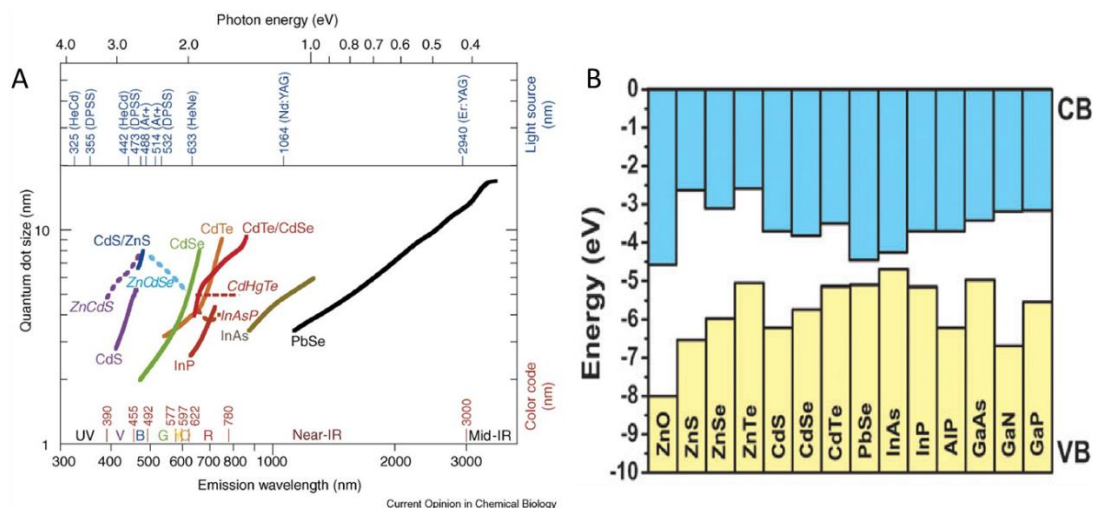 Photon energy (eV)
4.0 3.0 2.0 1.0 0.8 0.7 0.6 0.5 0.4
A
325 (HeCd)
355 (DPSS)
442 (HeCd)
473 (DPSS)
488 (Ar+)
514 (Ar+)
532 (DPSS)
633 (HeNe)
1064 (Nd:YAG)
2940 (Er:YAG)
Light source
(nm)
Quantum dot size (nm)
10
1
CdS/ZnS
CdSe
CdTe
CdTe/CdSe
ZnCdSe
CdHgTe
ZnCdS
InAsP
CdS
InP
InAs
PbSe
Color code
(nm)
390
455
492
577
597
622
780
3000
UV V B G Y O R Near-IR Mid-IR
300 400 500 600 700 800 1000 2000 3000
Emission wavelength (nm)
Current Opinion in Chemical Biology
B
Energy (eV)
0
-1
-2
-3
-4
-5
-6
-7
-8
-9
-10
CB
VB
ZnO
ZnS
ZnSe
ZnTe
CdS
CdSe
CdTe
PbSe
InAs
InP
AlP
GaAs
GaN
GaP